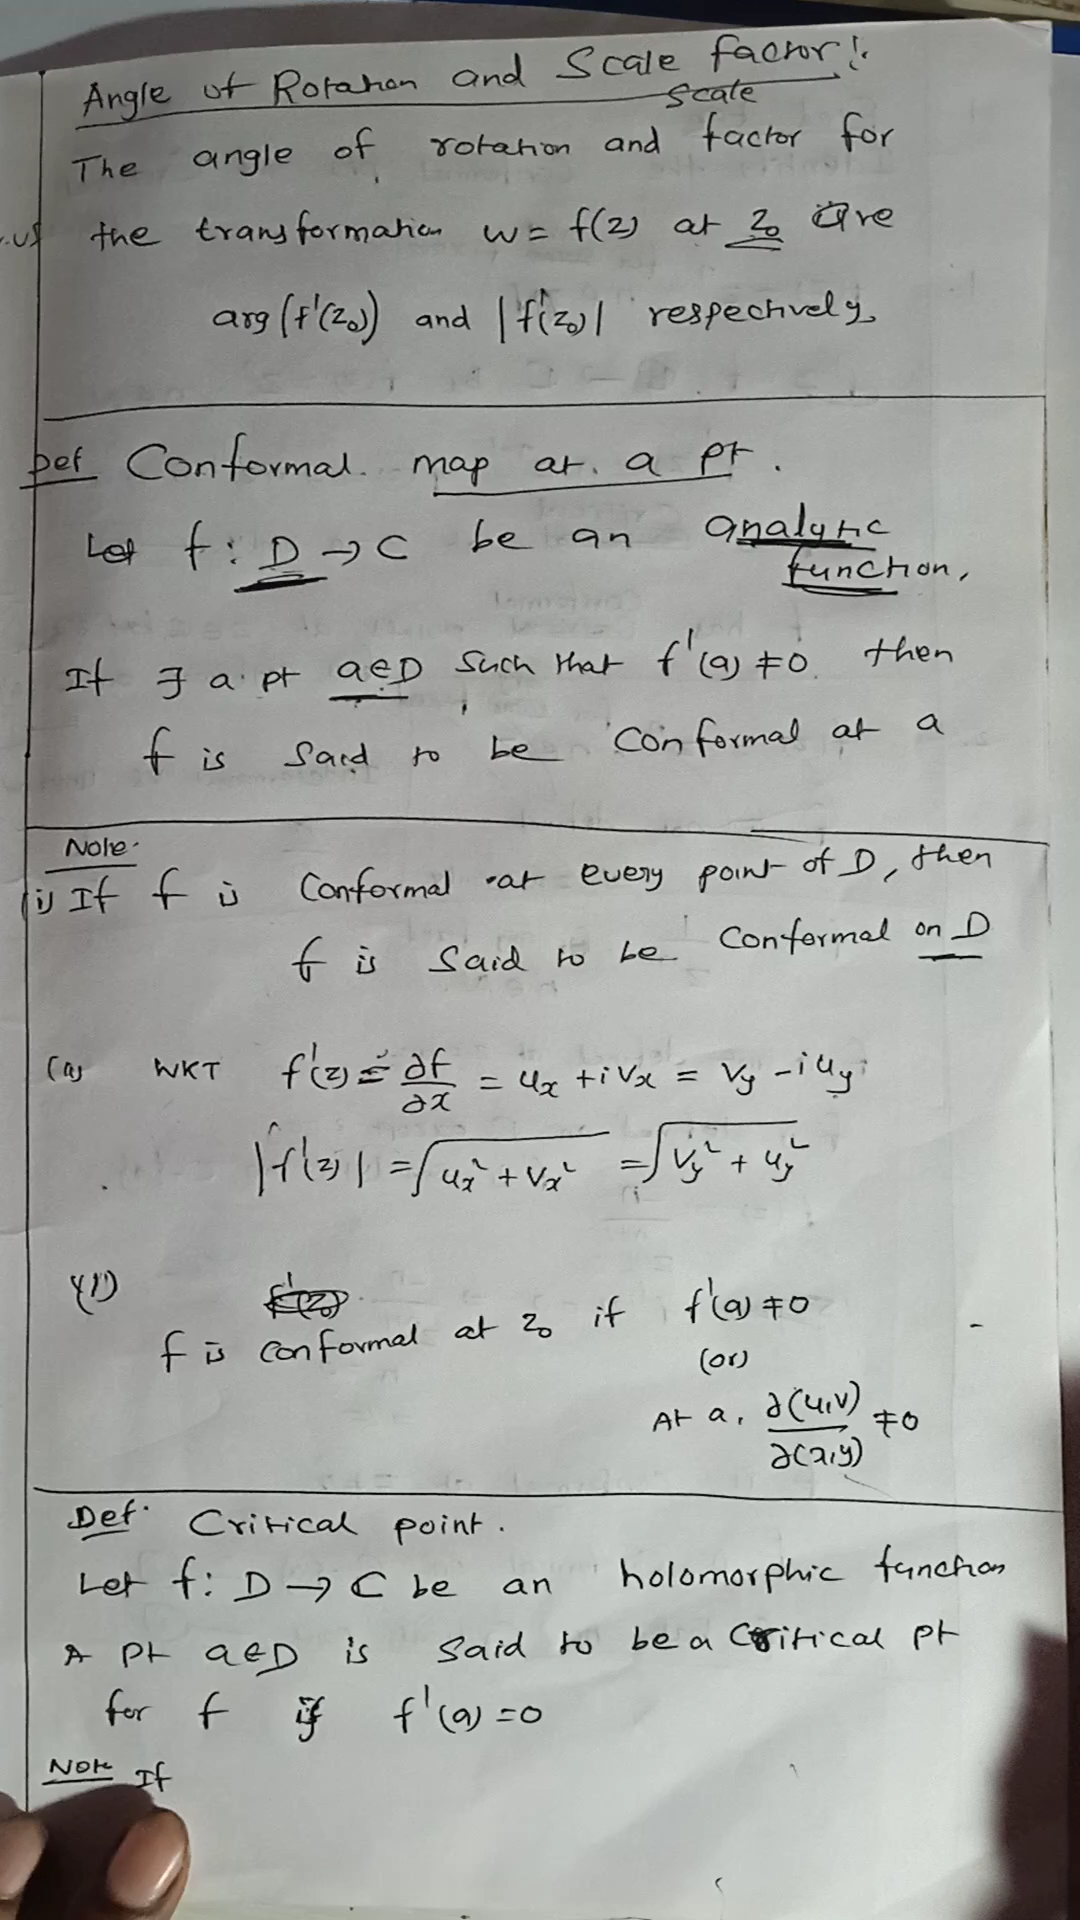 Angle of Rotation and Scale factor:
scale
The angle of rotation and factor for
the transformation w = f(z) at z₀ are
arg(f'(z₀)) and |f'(z₀)| respectively
Def Conformal map at a pt.
Let f: D → C be an analytic
function,
If ∃ a pt a∈D such that f'(a) ≠ 0 then
f is said to be conformal at a
Note
i) If f is Conformal at every point of D, then
f is said to be conformal on D
WKT f'(z) = ∂f/∂x = uₓ + i vₓ = v_y - i u_y
|f'(z)| = √(uₓ² + vₓ²) = √(v_y² + u_y²)
f is conformal at z₀ if f'(a) ≠ 0
(or)
At a, ∂(u,v)/∂(x,y) ≠ 0
Def. Critical point.
Let f: D → C be an holomorphic function
A pt a∈D is said to be a Critical pt
for f if f'(a) = 0
Note If